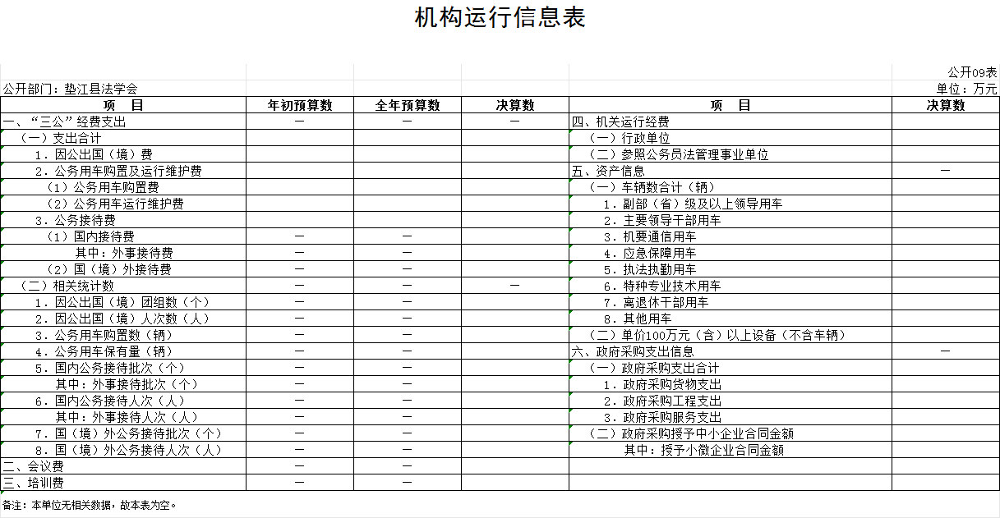 机构运行信息表
公开09表
公开部门：垫江县法学会 单位：万元
项 目 年初预算数 全年预算数 决算数 项 目 决算数
一、“三公”经费支出 — — — 四、机关运行经费
（一）支出合计 （一）行政单位
1．因公出国（境）费 （二）参照公务员法管理事业单位
2．公务用车购置及运行维护费 五、资产信息 —
（1）公务用车购置费 （一）车辆数合计（辆）
（2）公务用车运行维护费 1．副部（省）级及以上领导用车
3．公务接待费 2．主要领导干部用车
（1）国内接待费 — — 3．机要通信用车
其中：外事接待费 — — 4．应急保障用车
（2）国（境）外接待费 — — 5．执法执勤用车
（二）相关统计数 — — — 6．特种专业技术用车
1．因公出国（境）团组数（个） — — 7．离退休干部用车
2．因公出国（境）人次数（人） — — 8．其他用车
3．公务用车购置数（辆） — — （二）单价100万元（含）以上设备（不含车辆）
4．公务用车保有量（辆） — — 六、政府采购支出信息 —
5．国内公务接待批次（个） — — （一）政府采购支出合计
其中：外事接待批次（个） — — 1．政府采购货物支出
6．国内公务接待人次（人） — — 2．政府采购工程支出
其中：外事接待人次（人） — — 3．政府采购服务支出
7．国（境）外公务接待批次（个） — — （二）政府采购授予中小企业合同金额
8．国（境）外公务接待人次（人） — — 其中：授予小微企业合同金额
二、会议费 — —
三、培训费 — —
备注：本单位无相关数据，故本表为空。